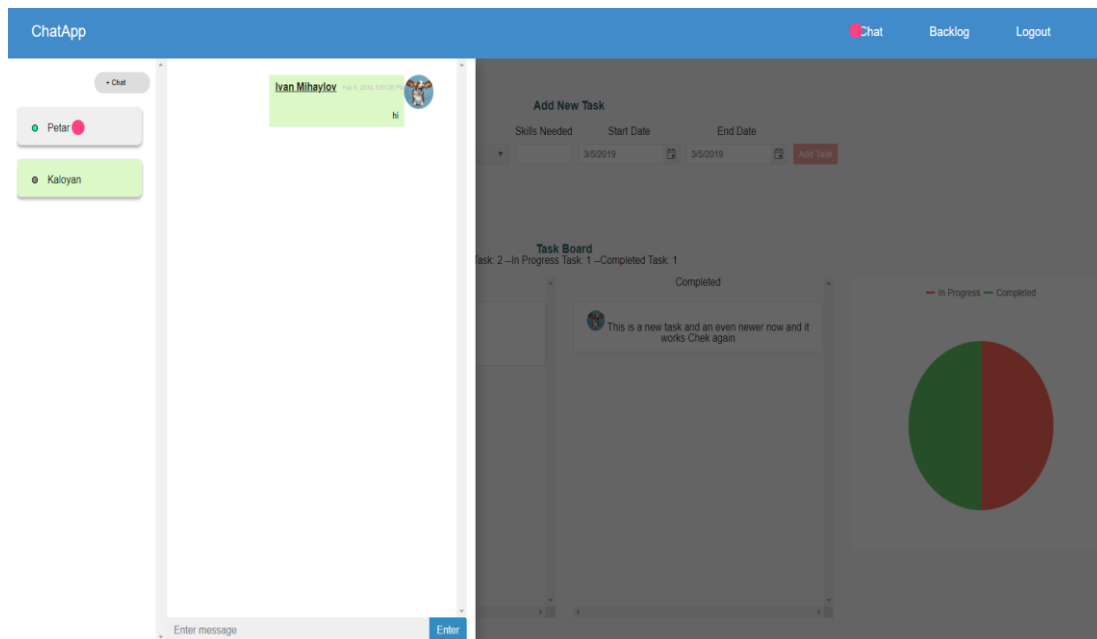 ChatApp
Chat
Backlog
Logout
+ Chat
Petar
Kaloyan
Ivan Mihaylov
hi
Enter message
Enter
Add New Task
Skills Needed
Start Date
End Date
3/5/2019
3/5/2019
Add Task
Task Board
Task: 2 --In Progress Task: 1 --Completed Task: 1
Completed
This is a new task and an even newer now and it
works Chek again
In Progress
Completed